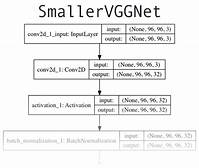 SmallerVGGNet
conv2d_1_input: InputLayer
input: (None, 96, 96, 3)
output: (None, 96, 96, 3)
conv2d_1: Conv2D
input: (None, 96, 96, 3)
output: (None, 96, 96, 32)
activation_1: Activation
input: (None, 96, 96, 32)
output: (None, 96, 96, 32)
batch_normalization_1: BatchNormalization
input: (None, 96, 96, 32)
output: (None, 96, 96, 32)